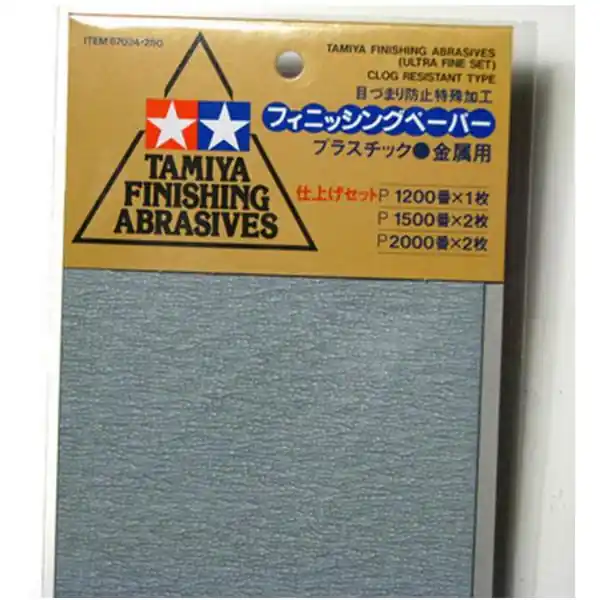 ITEM 87024・280
TAMIYA FINISHING ABRASIVES
(ULTRA FINE SET)
CLOG RESISTANT TYPE
目づまり防止特殊加工
フィニッシングペーパー
プラスチック●金属用
TAMIYA
FINISHING
ABRASIVES
仕上げセット P 1200番×1枚
P 1500番×2枚
P 2000番×2枚